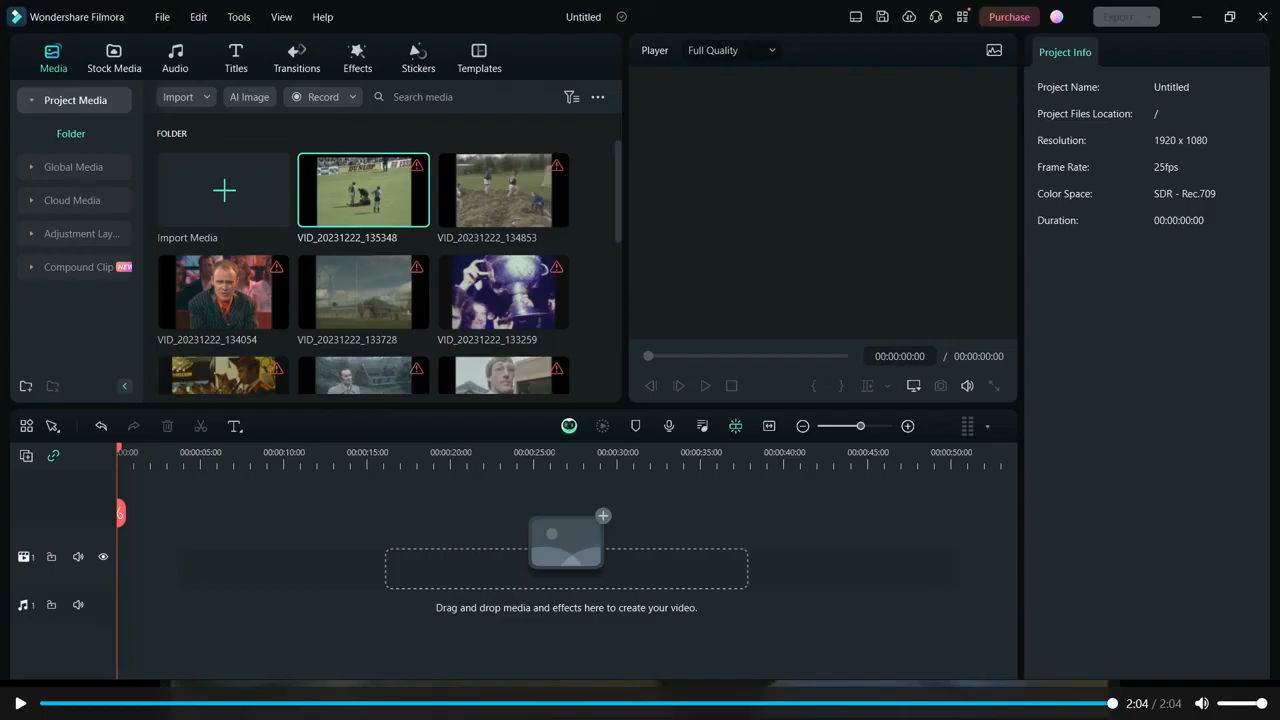 Wondershare Filmora
File
Edit
Tools
View
Help
Untitled
Purchase
Export
Media
Stock Media
Audio
Titles
Transitions
Effects
Stickers
Templates
Player
Full Quality
Project Info
Project Media
Folder
Global Media
Cloud Media
Adjustment Lay...
Compound Clip NEW
Import
AI Image
Record
Search media
FOLDER
Import Media
VID_20231222_135348
VID_20231222_134853
VID_20231222_134054
VID_20231222_133728
VID_20231222_133259
00:00:00:00 / 00:00:00:00
Project Name: Untitled
Project Files Location: /
Resolution: 1920 x 1080
Frame Rate: 25fps
Color Space: SDR - Rec.709
Duration: 00:00:00:00
:00:00 00:00:05:00 00:00:10:00 00:00:15:00 00:00:20:00 00:00:25:00 00:00:30:00 00:00:35:00 00:00:40:00 00:00:45:00 00:00:50:00
1
1
Drag and drop media and effects here to create your video.
2:04 / 2:04